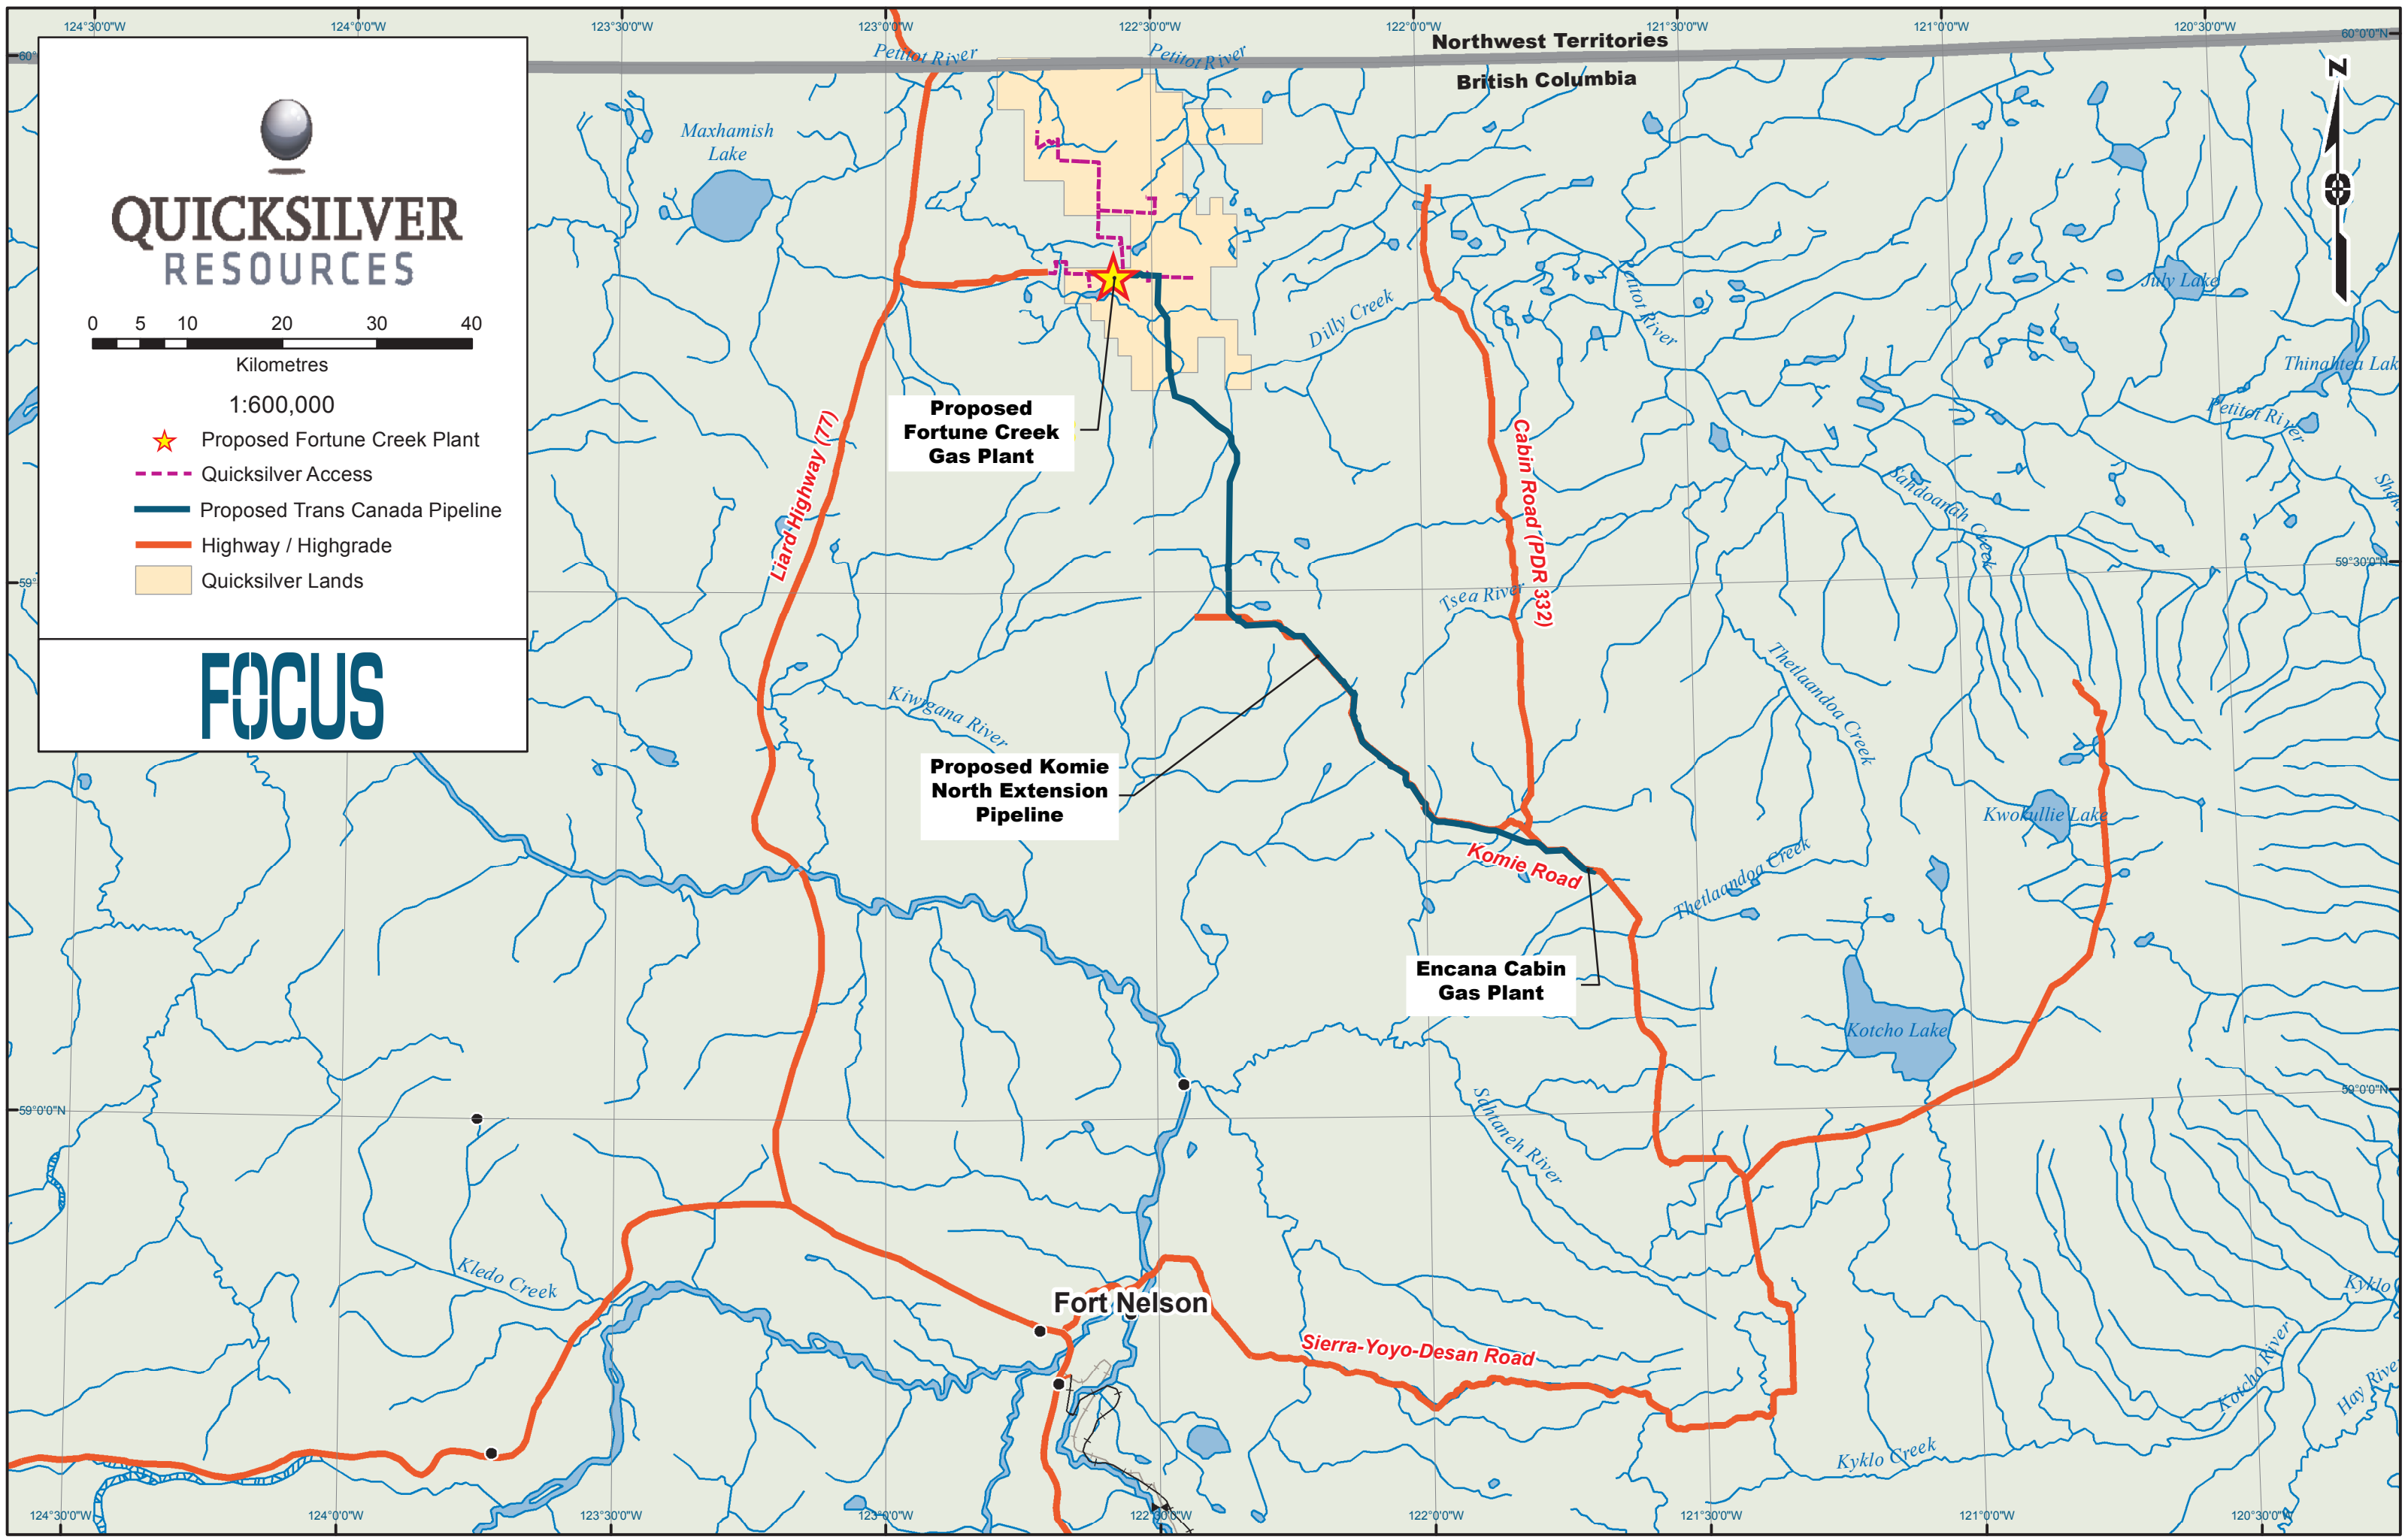 124°30'0"W
124°0'0"W
123°30'0"W
123°0'0"W
122°30'0"W
122°0'0"W
121°30'0"W
121°0'0"W
120°30'0"W
60°0'0"N
60°
Northwest Territories
British Columbia
Petitot River
Petitot River
N
QUICKSILVER
RESOURCES
0 5 10 20 30 40
Kilometres
1:600,000
Proposed Fortune Creek Plant
Quicksilver Access
Proposed Trans Canada Pipeline
Highway / Highgrade
Quicksilver Lands
FOCUS
Maxhamish
Lake
Dilly Creek
Petitot River
July Lake
Thinahtea Lak
Petitot River
Proposed
Fortune Creek
Gas Plant
Liard Highway (77)
Cabin Road (PDR 332)
Sahdoanah Creek
59°
59°30'0"N
Tsea River
Thetlaandoa Creek
Kiwigana River
Proposed Komie
North Extension
Pipeline
Kwokullie Lake
Komie Road
Thetlaandoa Creek
Encana Cabin
Gas Plant
Kotcho Lake
59°0'0"N
59°0'0"N
Sahtaneh River
Kledo Creek
Fort Nelson
Kyklo
Sierra-Yoyo-Desan Road
Kotcho River
Hay River
Kyklo Creek
124°30'0"W
124°0'0"W
123°30'0"W
123°0'0"W
122°30'0"W
122°0'0"W
121°30'0"W
121°0'0"W
120°30'0"W